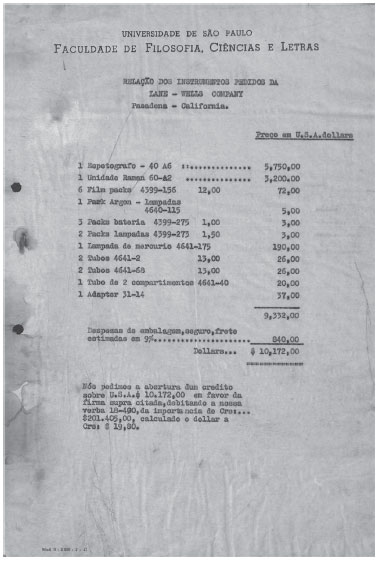 UNIVERSIDADE DE SÃO PAULO
FACULDADE DE FILOSOFIA, CIÊNCIAS E LETRAS
RELAÇÃO DOS INSTRUMENTOS PEDIDOS DA
LANE - WELLS COMPANY
Pasadena - California.
Preço em U.S.A.dollars
1 Espetografo - 40 A6 ................ 5,750,00
1 Unidade Raman 60-A2 ............... 3,200,00
6 Film packs 4399-156 12,00 72,00
1 Pack Argon - lampadas
4640-115 5,00
3 Packs bateria 4399-275 1,00 3,00
2 Packs lampadas 4399-273 1,50 3,00
1 Lampada de mercurio 4641-175 190,00
2 Tubos 4641-2 13,00 26,00
2 Tubos 4641-68 13,00 26,00
1 Tubo de 2 compartimentos 4641-40 20,00
1 Adapter 31-14 37,00
9,332,00
Despesas de embalagem,seguro,frete
estimadas em 9%...................... 840,00
Dollars... $ 10,172,00
Nós pedimos a abertura dum credito
sobre U.S.A.$ 10.172,00 em favor da
firma supra citada,debitando a nossa
verba 18-490,da importancia de Crs:...
$201.405,00, calculado o dollar a
Crs: $ 19,80.